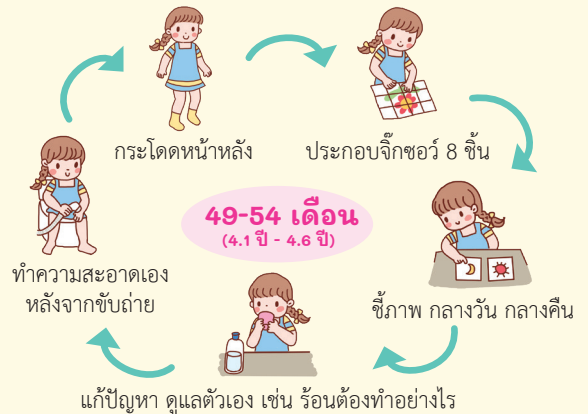 กระโดดหน้าหลัง
ประกอบจิ๊กซอว์ 8 ชิ้น
ชี้ภาพ กลางวัน กลางคืน
แก้ปัญหา ดูแลตัวเอง เช่น ร้อนต้องทำอย่างไร
ทำความสะอาดเอง
หลังจากขับถ่าย
49-54 เดือน
(4.1 ปี - 4.6 ปี)